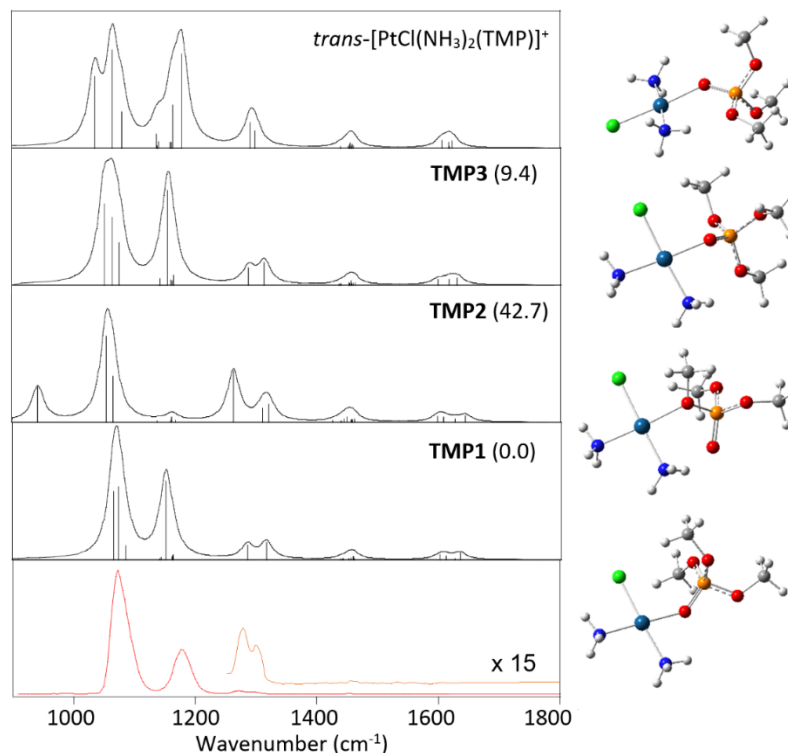 trans-[PtCl(NH₃)₂(TMP)]⁺
TMP3 (9.4)
TMP2 (42.7)
TMP1 (0.0)
x 15
1000 1200 1400 1600 1800
Wavenumber (cm⁻¹)